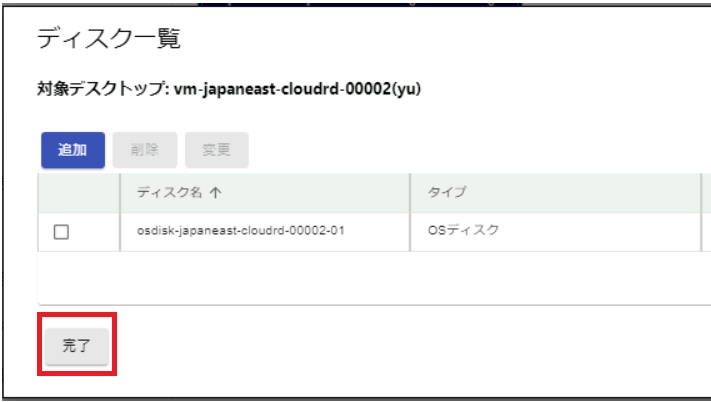 ディスク一覧
対象デスクトップ: vm-japaneast-cloudrd-00002(yu)
追加 削除 変更
ディスク名 ↑ タイプ
osdisk-japaneast-cloudrd-00002-01 OSディスク
完了